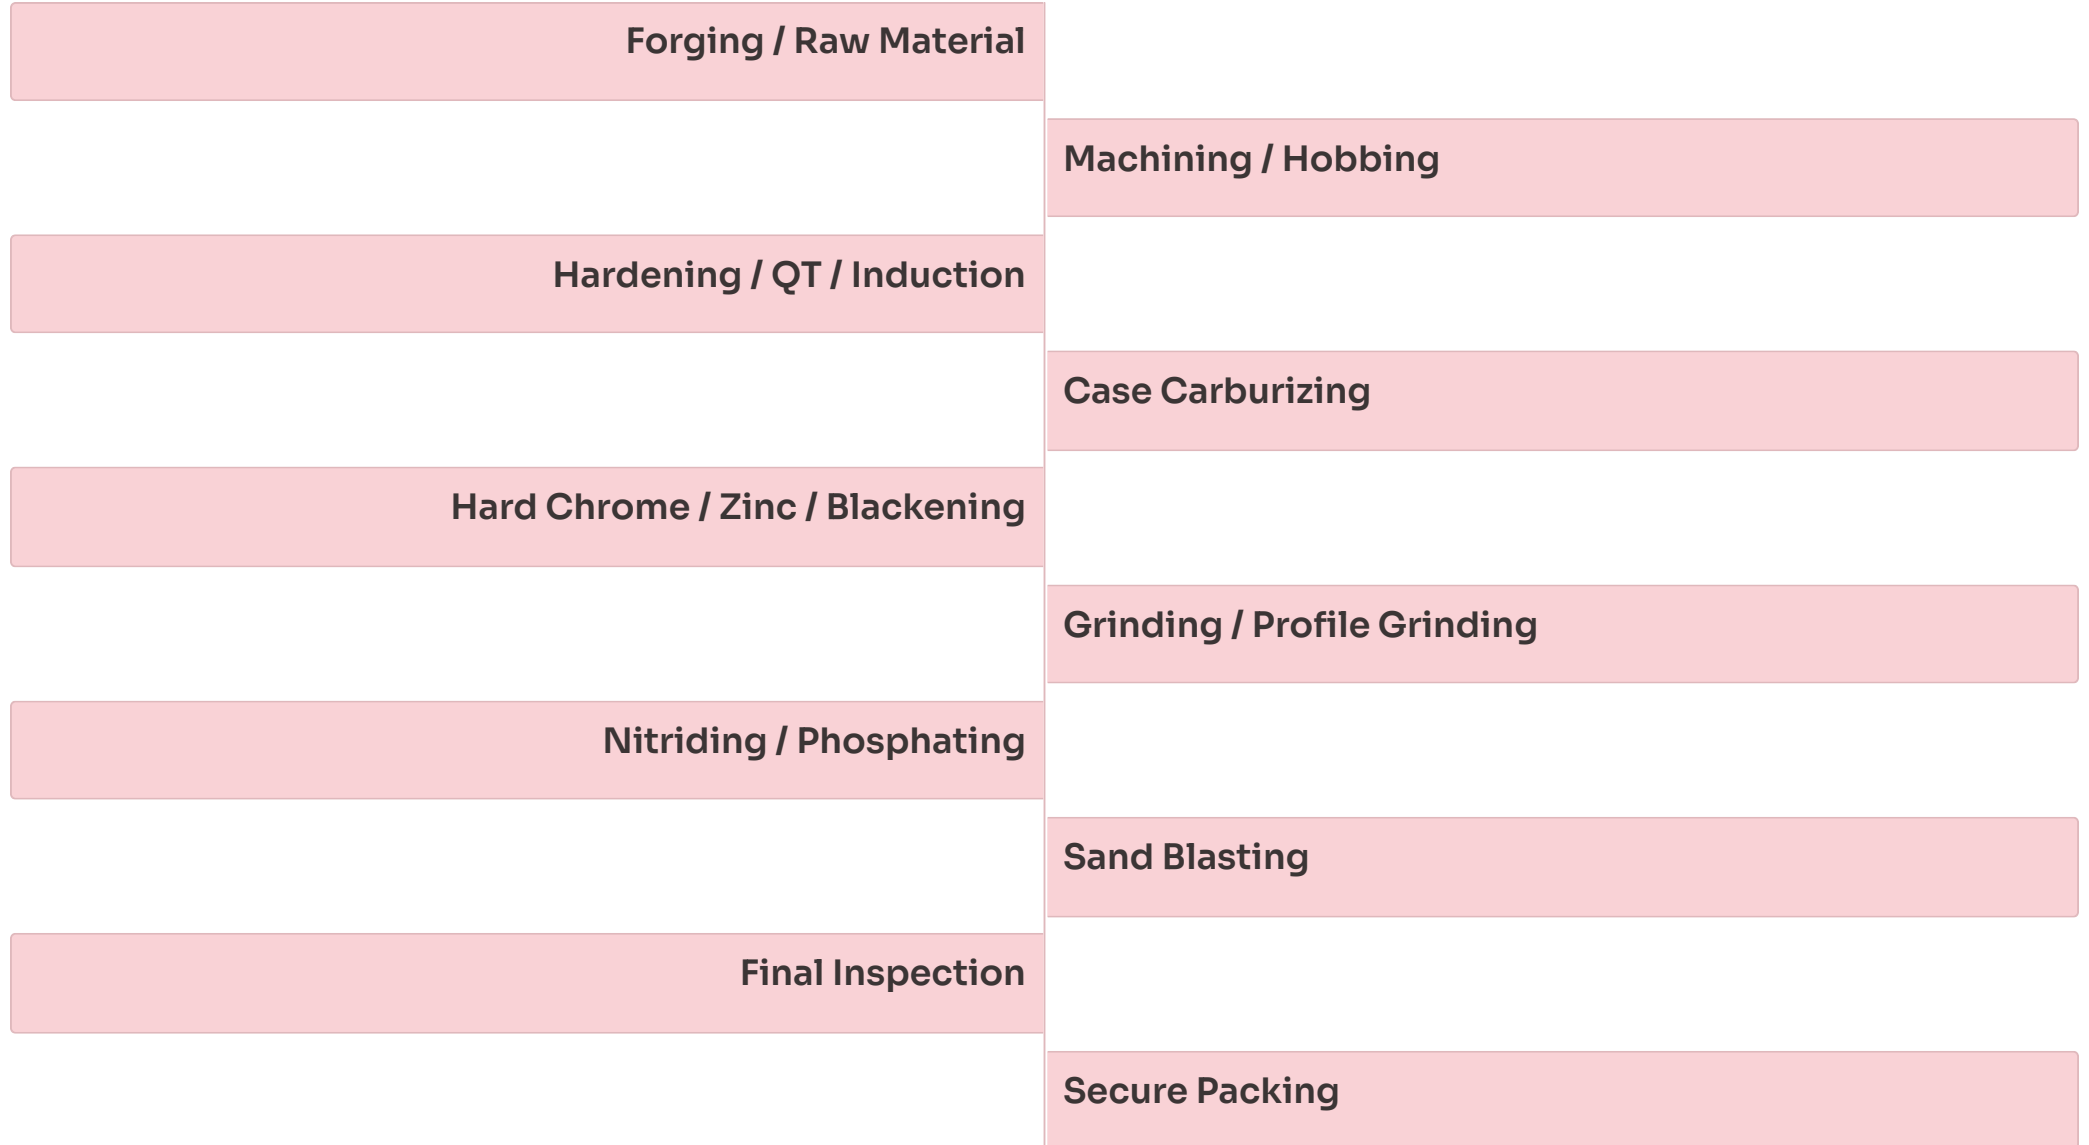 Forging / Raw Material
Machining / Hobbing
Hardening / QT / Induction
Case Carburizing
Hard Chrome / Zinc / Blackening
Grinding / Profile Grinding
Nitriding / Phosphating
Sand Blasting
Final Inspection
Secure Packing